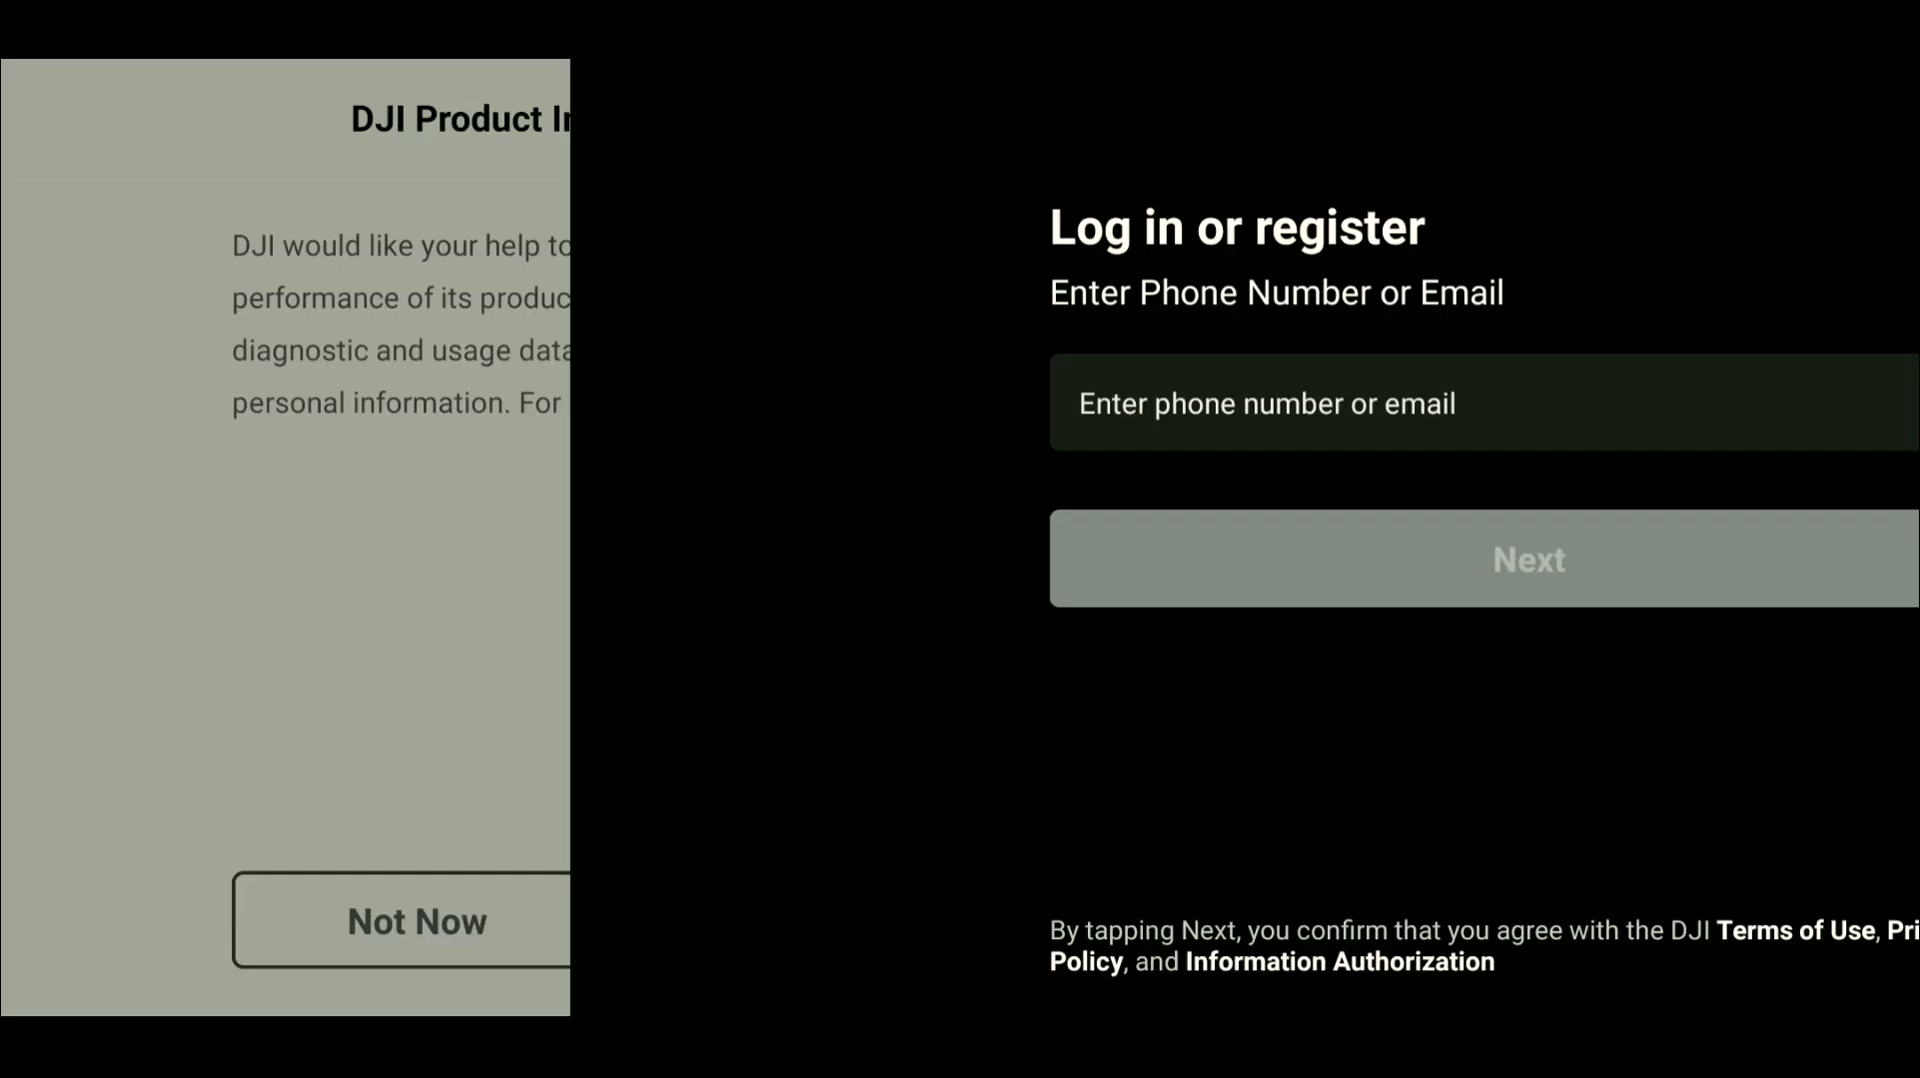 DJI Product
DJI would like your help to
performance of its
diagnostic and usage data
personal information. For
Not Now
Log in or register
Enter Phone Number or Email
Enter phone number or email
Next
By tapping Next, you confirm that you agree with the DJI Terms of Use,
Policy, and Information Authorization